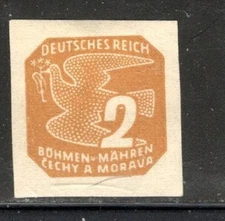 DEUTSCHES REICH
2
BÖHMEN u MÄHREN
ČECHY A MORAVA